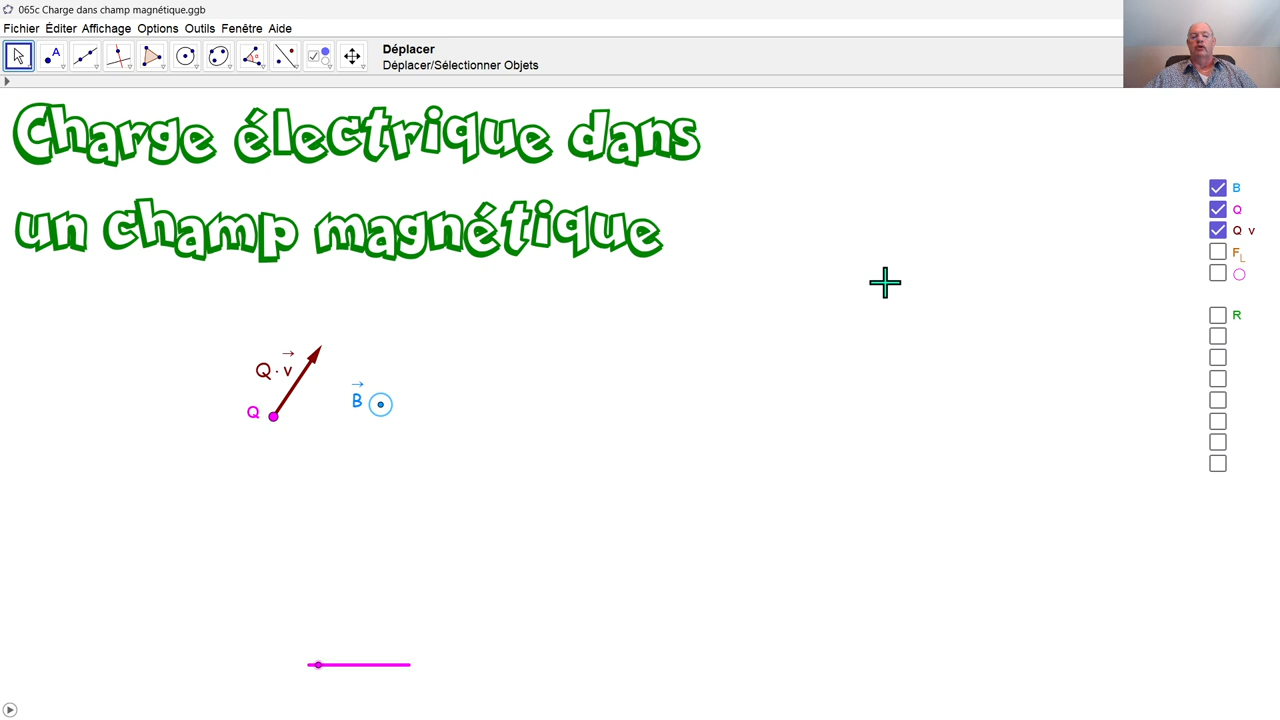 065c Charge dans champ magnétique.ggb
Fichier Éditer Affichage Options Outils Fenêtre Aide
A
Déplacer
Déplacer/Sélectionner Objets
Charge électrique dans
un champ magnétique
B
Q
Q v
F_L
R
Q · v
Q
B